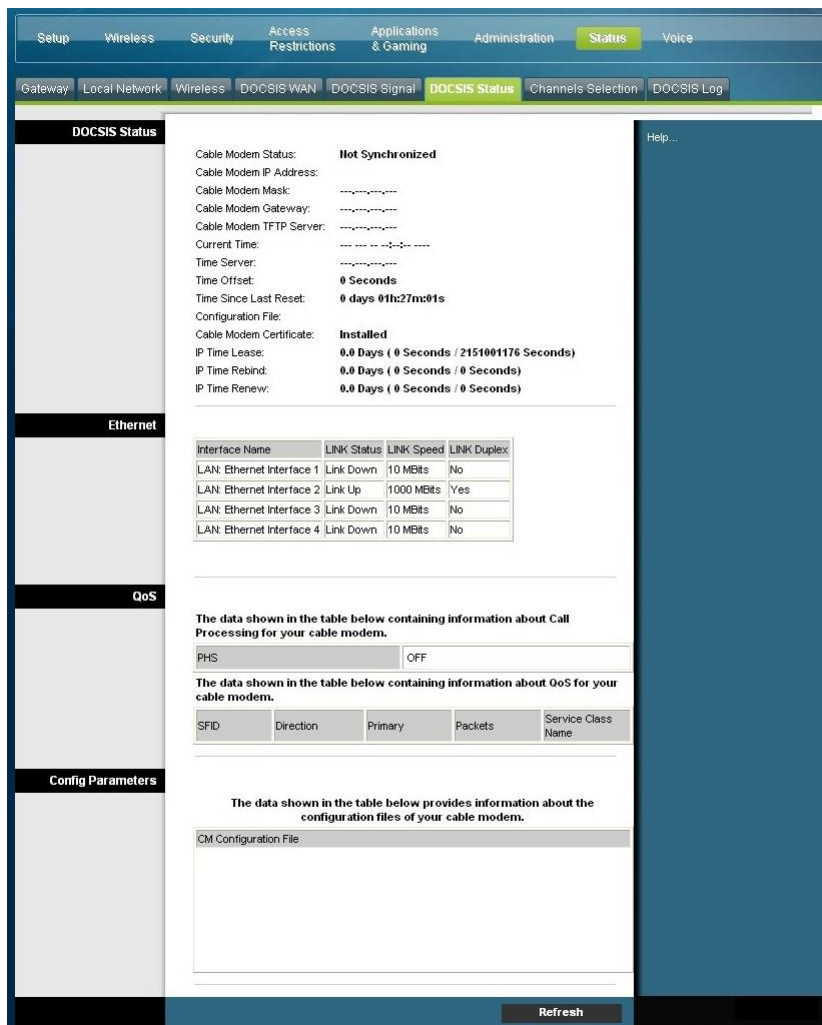 Setup Wireless Security Access Restrictions Applications & Gaming Administration Status Voice
Gateway Local Network Wireless DOCSIS WAN DOCSIS Signal DOCSIS Status Channels Selection DOCSIS Log
DOCSIS Status
Help...
Cable Modem Status: Not Synchronized
Cable Modem IP Address:
Cable Modem Mask: ---.---.---.---
Cable Modem Gateway: ---.---.---.---
Cable Modem TFTP Server: ---.---.---.---
Current Time: --- --- -- --:--:-- ----
Time Server: ---.---.---.---
Time Offset: 0 Seconds
Time Since Last Reset: 0 days 01h:27m:01s
Configuration File:
Cable Modem Certificate: Installed
IP Time Lease: 0.0 Days ( 0 Seconds / 2151001176 Seconds)
IP Time Rebind: 0.0 Days ( 0 Seconds / 0 Seconds)
IP Time Renew: 0.0 Days ( 0 Seconds / 0 Seconds)
Ethernet
Interface Name LINK Status LINK Speed LINK Duplex
LAN: Ethernet Interface 1 Link Down 10 MBits No
LAN: Ethernet Interface 2 Link Up 1000 MBits Yes
LAN: Ethernet Interface 3 Link Down 10 MBits No
LAN: Ethernet Interface 4 Link Down 10 MBits No
QoS
The data shown in the table below containing information about Call
Processing for your cable modem.
PHS OFF
The data shown in the table below containing information about QoS for your
cable modem.
SFID Direction Primary Packets Service Class Name
Config Parameters
The data shown in the table below provides information about the
configuration files of your cable modem.
CM Configuration File
Refresh